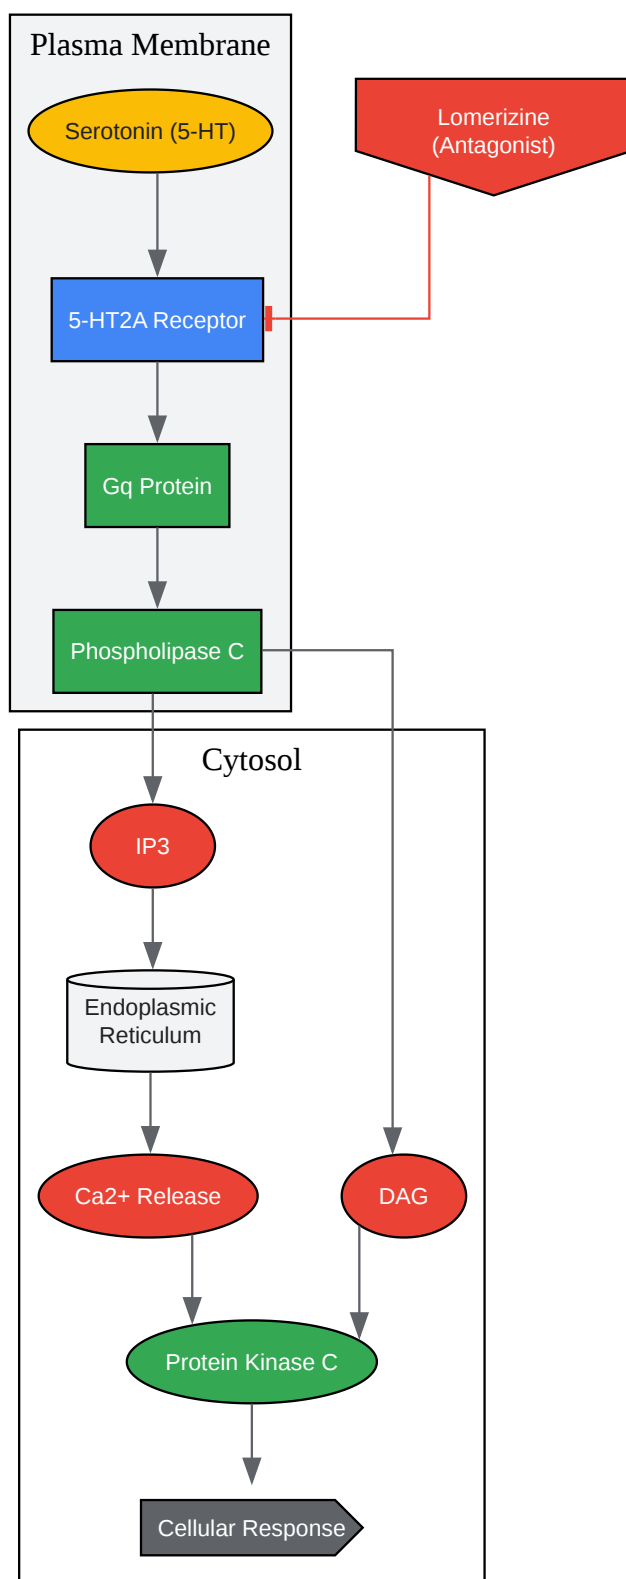 Plasma Membrane
Serotonin (5-HT)
Lomerizine
(Antagonist)
5-HT2A Receptor
Gq Protein
Phospholipase C
Cytosol
IP3
Endoplasmic
Reticulum
Ca2+ Release
DAG
Protein Kinase C
Cellular Response